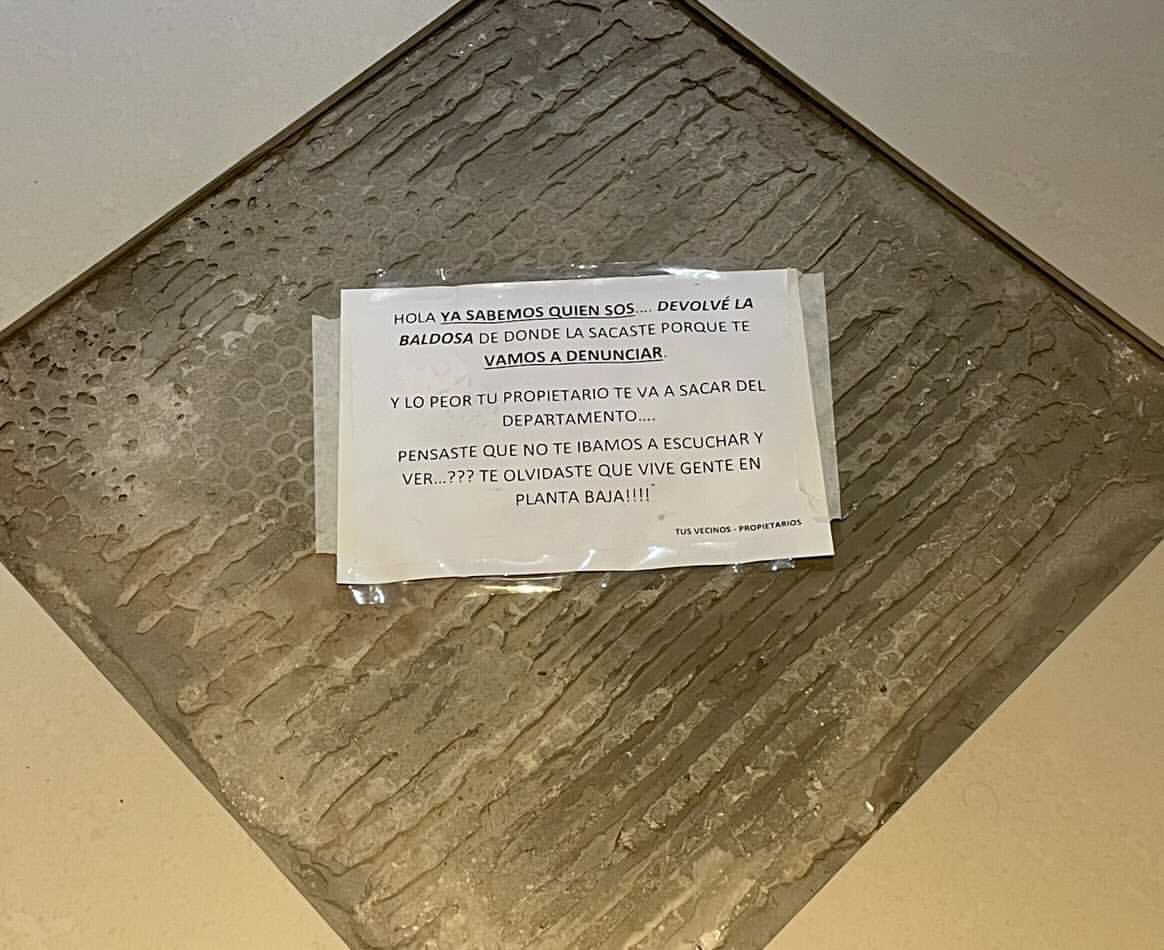 HOLA YA SABEMOS QUIEN SOS.... DEVOLVÉ LA
BALDOSA DE DONDE LA SACASTE PORQUE TE
VAMOS A DENUNCIAR.
Y LO PEOR TU PROPIETARIO TE VA A SACAR DEL
DEPARTAMENTO....
PENSASTE QUE NO TE IBAMOS A ESCUCHAR Y
VER...??? TE OLVIDASTE QUE VIVE GENTE EN
PLANTA BAJA!!!!
TUS VECINOS - PROPIETARIOS